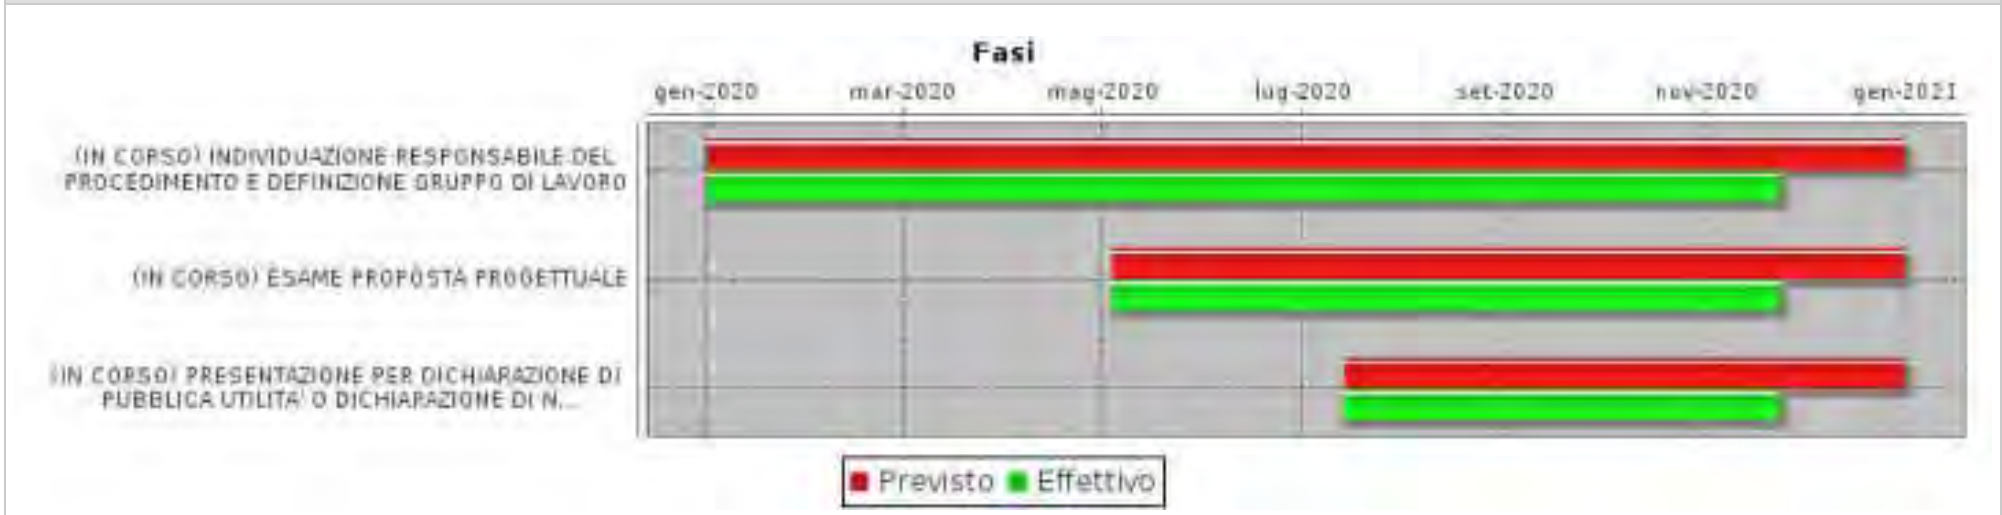 Fasi
gen-2020 mar-2020 mag-2020 lug-2020 set-2020 nov-2020 gen-2021
(IN CORSO) INDIVIDUAZIONE RESPONSABILE DEL
PROCEDIMENTO E DEFINIZIONE GRUPPO DI LAVORO
(IN CORSO) ESAME PROPOSTA PROGETTUALE
(IN CORSO) PRESENTAZIONE PER DICHIARAZIONE DI
PUBBLICA UTILITA' O DICHIARAZIONE DI N...
Previsto Effettivo